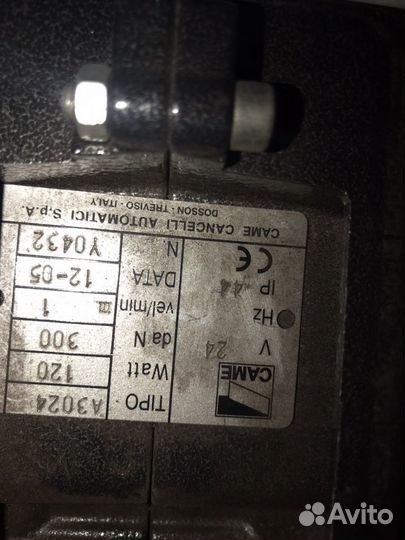 CAME
TIPO A3024
Watt 120
V 24
da N 300
Hz
vel/min 1
IP 44
DATA 12-05
CE
N. Y0432
CAME CANCELLI AUTOMATICI S.p.A.
DOSSON - TREVISO - ITALY
Avito